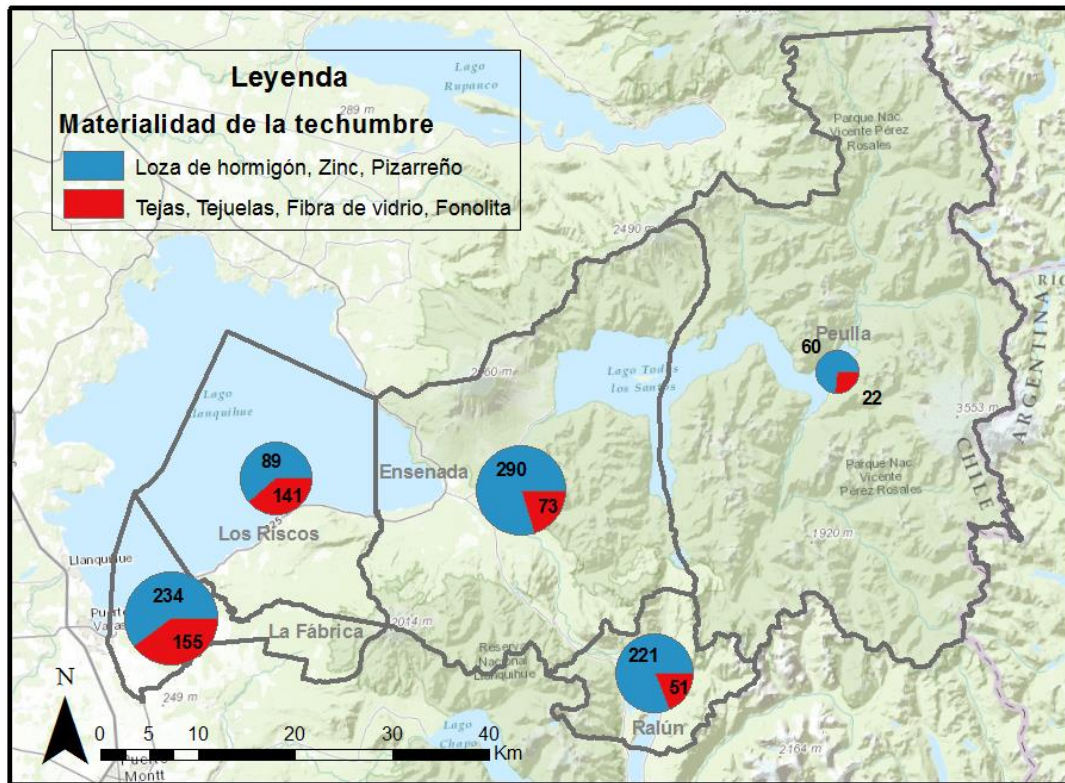 Leyenda
Materialidad de la techumbre
Loza de hormigón, Zinc, Pizarreño
Tejas, Tejuelas, Fibra de vidrio, Fonolita
Lago
Rupanco
289 m
Parque Nac.
Vicente Pérez
Rosales
2490 m
ARGENTINA
CHILE
RÍO
Peulla
60
22
3553 m
Lago Todos
los Santos
Lago
Llanquihue
89
141
Los Riscos
Ensenada
290
73
Parque Nac.
Vicente
Pérez Rosales
1920 m
Llanquihue
Puerto
Varas
234
155
La Fábrica
2014 m
Reserva
Nacional
Llanquihue
221
51
Ralún
249 m
N
Lago
Chapo
2164 m
0 5 10 20 30 40
Km
Puerto
Montt